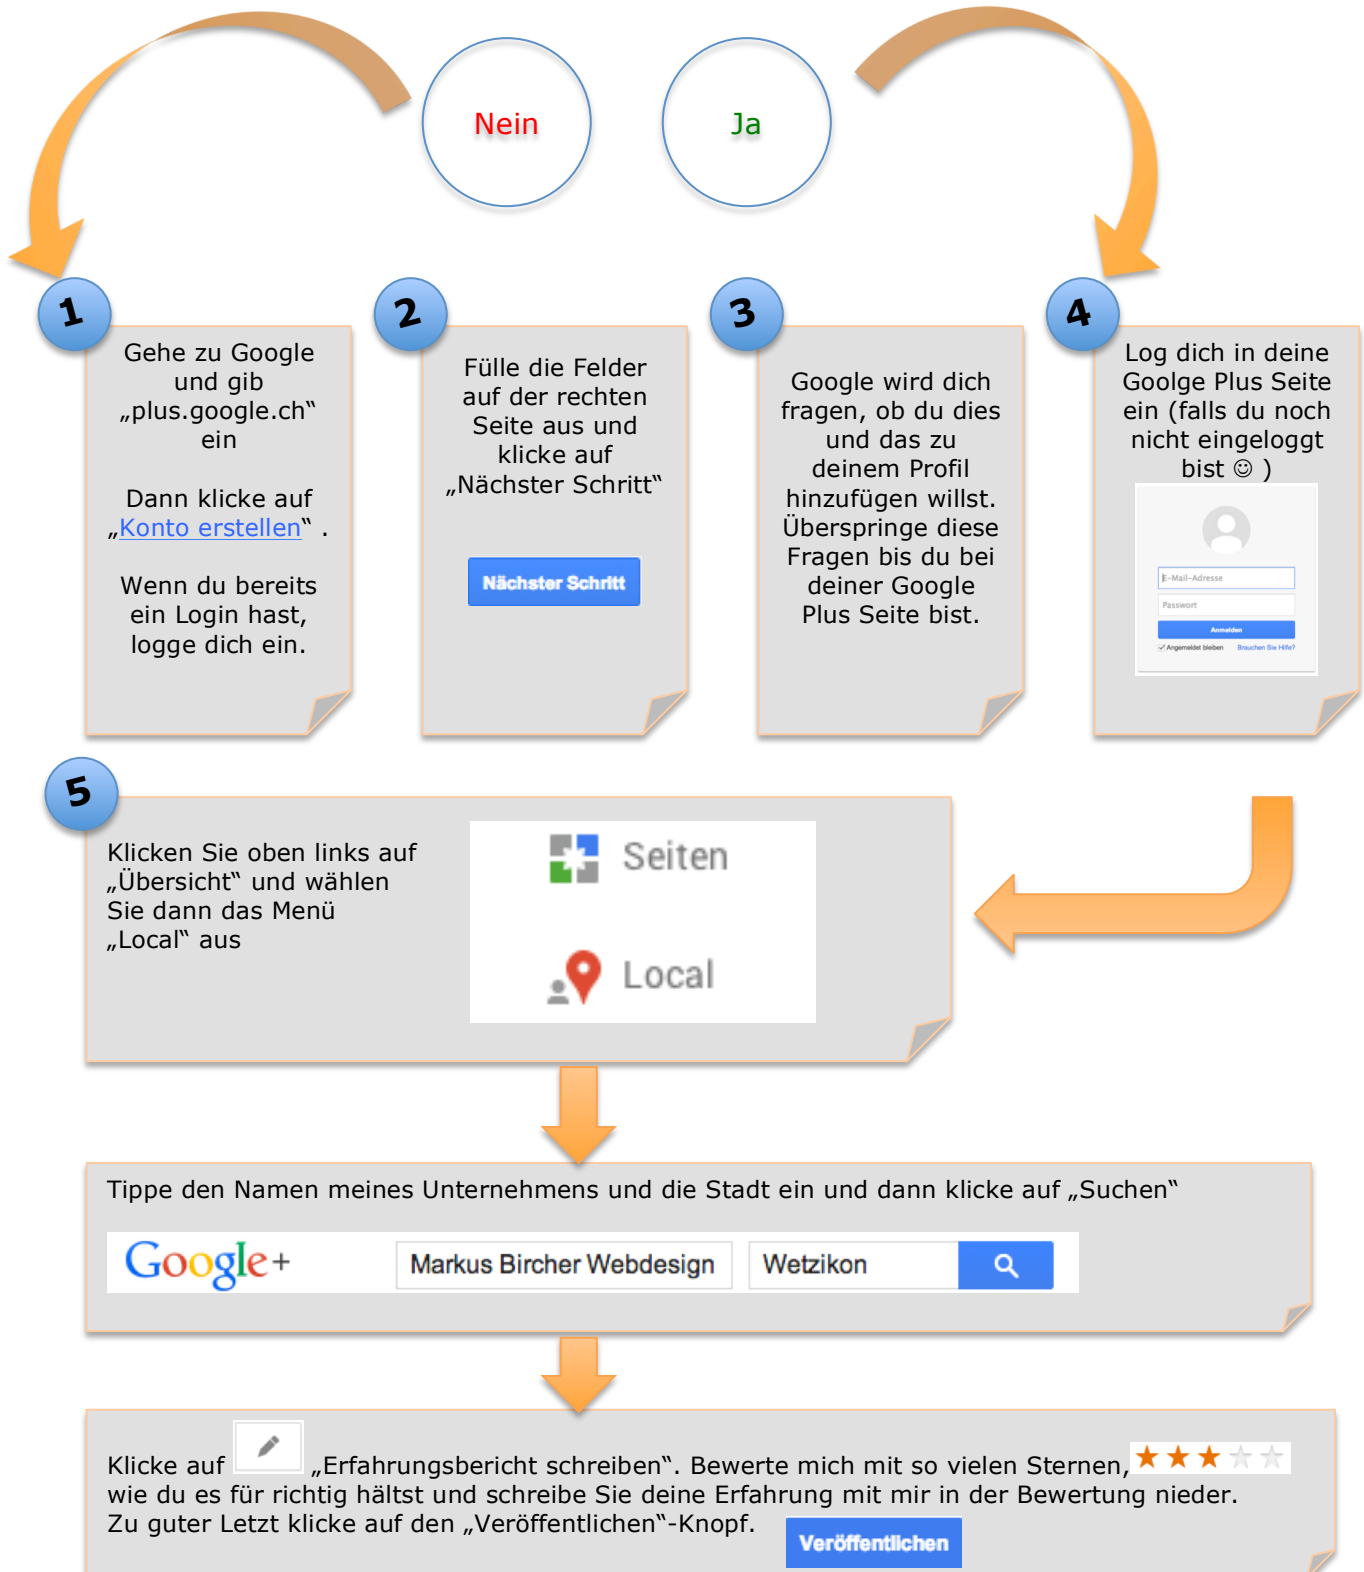 Nein
Ja
1
Gehe zu Google
und gib
„plus.google.ch“
ein
Dann klicke auf
„Konto erstellen“ .
Wenn du bereits
ein Login hast,
logge dich ein.
2
Fülle die Felder
auf der rechten
Seite aus und
klicke auf
„Nächster Schritt“
Nächster Schritt
3
Google wird dich
fragen, ob du dies
und das zu
deinem Profil
hinzufügen willst.
Überspringe diese
Fragen bis du bei
deiner Google
Plus Seite bist.
4
Log dich in deine
Goolge Plus Seite
ein (falls du noch
nicht eingeloggt
bist ☺ )
E-Mail-Adresse
Passwort
Anmelden
Angemeldet bleiben Brauchen Sie Hilfe?
5
Klicken Sie oben links auf
„Übersicht“ und wählen
Sie dann das Menü
„Local“ aus
Seiten
Local
Tippe den Namen meines Unternehmens und die Stadt ein und dann klicke auf „Suchen“
Google+ Markus Bircher Webdesign Wetzikon
Klicke auf „Erfahrungsbericht schreiben“. Bewerte mich mit so vielen Sternen,
wie du es für richtig hältst und schreibe Sie deine Erfahrung mit mir in der Bewertung nieder.
Zu guter Letzt klicke auf den „Veröffentlichen“-Knopf.
Veröffentlichen